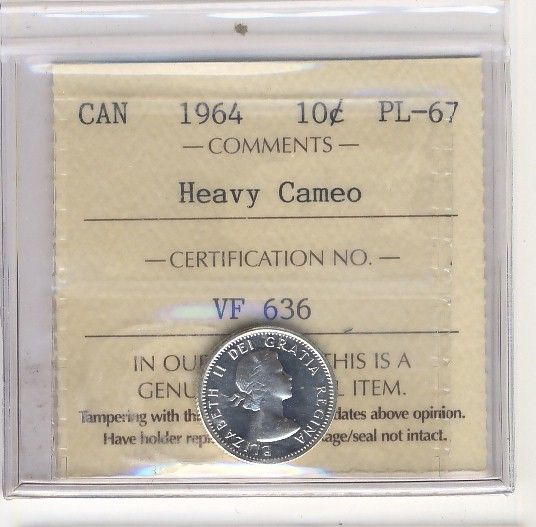 CAN 1964 10¢ PL-67
— COMMENTS —
Heavy Cameo
— CERTIFICATION NO. —
VF 636
IN OUR THIS IS A
GENU L ITEM.
Tampering with th dates above opinion.
Have holder rep age/seal not intact.
ELIZABETH II DEI GRATIA REGINA